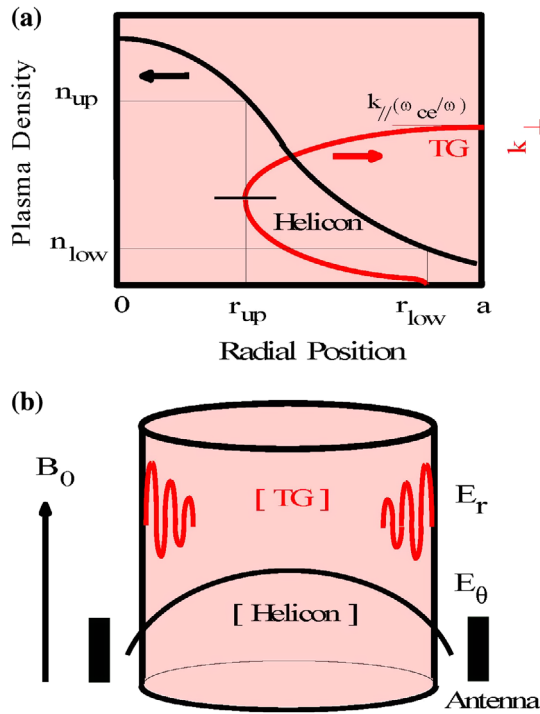 (a)
Plasma Density
n_up
n_low
k_//(ω_ce/ω)
TG
k_⊥
Helicon
0
r_up
r_low
a
Radial Position
(b)
B_0
[ TG ]
E_r
E_θ
[ Helicon ]
Antenna